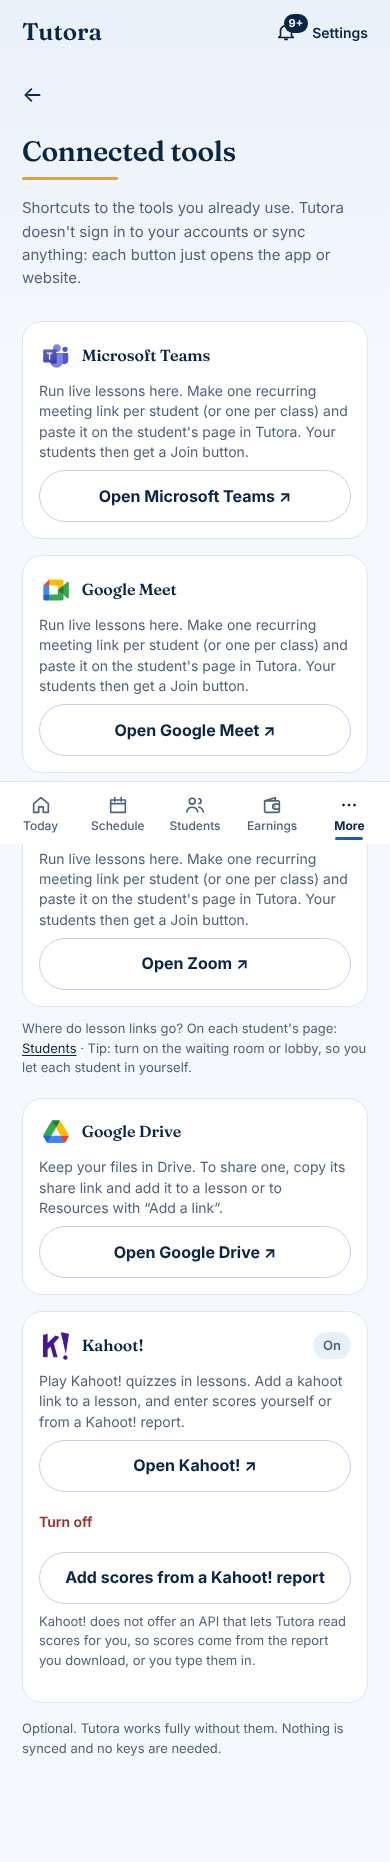 Tutora
9+
Settings
Connected tools
Shortcuts to the tools you already use. Tutora
doesn't sign in to your accounts or sync
anything: each button just opens the app or
website.
Microsoft Teams
Run live lessons here. Make one recurring
meeting link per student (or one per class) and
paste it on the student's page in Tutora. Your
students then get a Join button.
Open Microsoft Teams ↗
Google Meet
Run live lessons here. Make one recurring
meeting link per student (or one per class) and
paste it on the student's page in Tutora. Your
students then get a Join button.
Open Google Meet ↗
Today
Schedule
Students
Earnings
More
Run live lessons here. Make one recurring
meeting link per student (or one per class) and
paste it on the student's page in Tutora. Your
students then get a Join button.
Open Zoom ↗
Where do lesson links go? On each student's page:
Students · Tip: turn on the waiting room or lobby, so you
let each student in yourself.
Google Drive
Keep your files in Drive. To share one, copy its
share link and add it to a lesson or to
Resources with “Add a link”.
Open Google Drive ↗
K! Kahoot!
On
Play Kahoot! quizzes in lessons. Add a kahoot
link to a lesson, and enter scores yourself or
from a Kahoot! report.
Open Kahoot! ↗
Turn off
Add scores from a Kahoot! report
Kahoot! does not offer an API that lets Tutora read
scores for you, so scores come from the report
you download, or you type them in.
Optional. Tutora works fully without them. Nothing is
synced and no keys are needed.